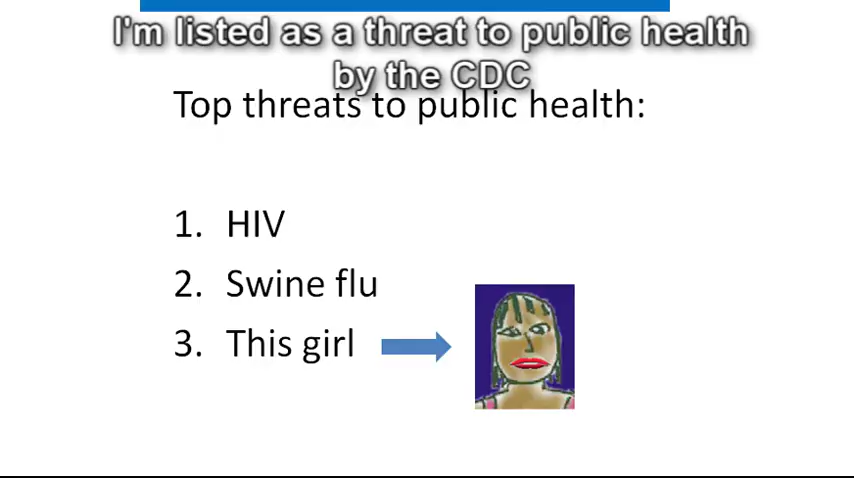 I'm listed as a threat to public health
by the CDC
Top threats to public health:
1. HIV
2. Swine flu
3. This girl